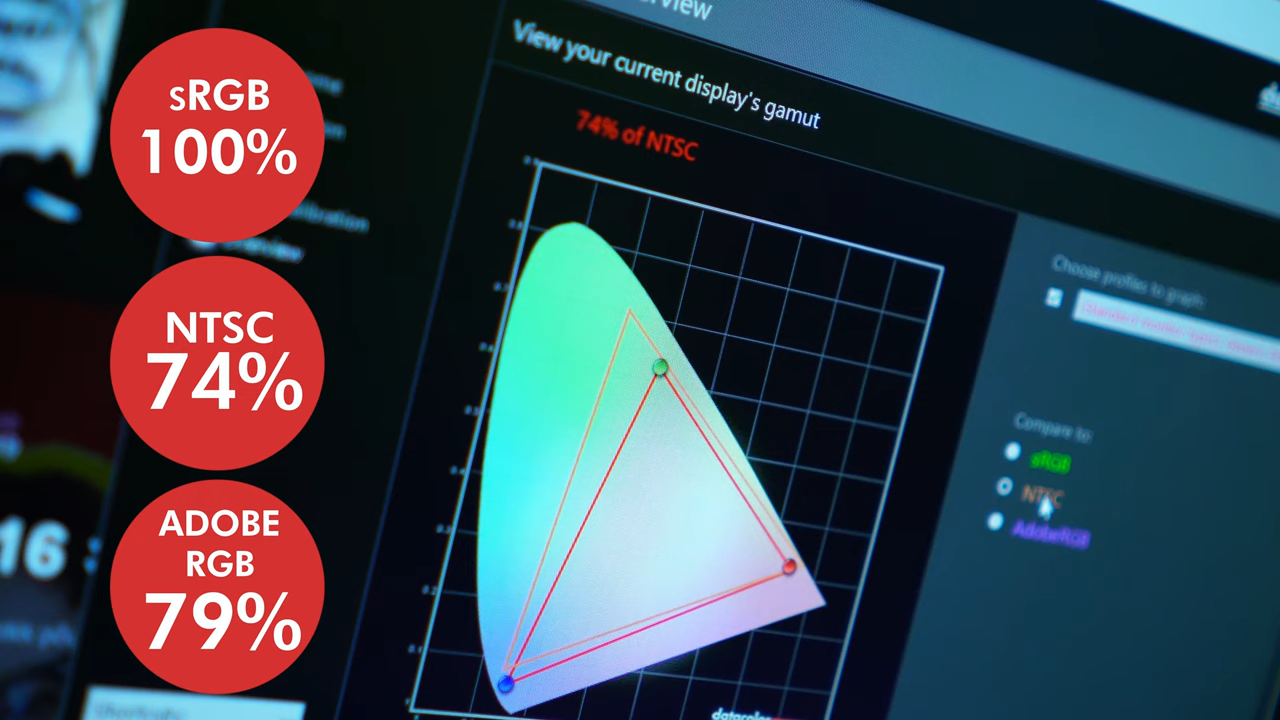 sRGB
100%
NTSC
74%
ADOBE
RGB
79%
View your current display's gamut
74% of NTSC
Choose profiles to graph:
Compare to:
sRGB
NTSC
AdobeRGB
16 :
datacolor